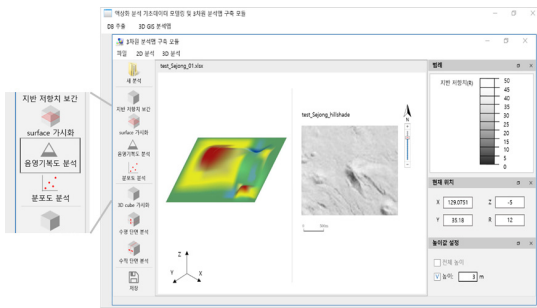 액상화 분석 기초데이터 모델링 및 3차원 분석맵 구축 모듈
DB 추출 3D GIS 분석맵
3차원 분석맵 구축 모듈
파일 2D 분석 3D 분석
새 분석
지반 저항치 보간
surface 가시화
음영기복도 분석
분포도 분석
3D cube 가시화
수평 단면 분석
수직 단면 분석
저장
지반 저항치 보간
surface 가시화
음영기복도 분석
분포도 분석
test_Sejong_01.xlsx
test_Sejong_hillshade
N
Z
Y
X
0
범례
지반 저항치(R)
50
45
40
35
30
25
20
15
10
5
0
현재 위치
X 129.0751 Z -5
Y 35.18 R 12
높이값 설정
전체 높이
V 높이: 3 m